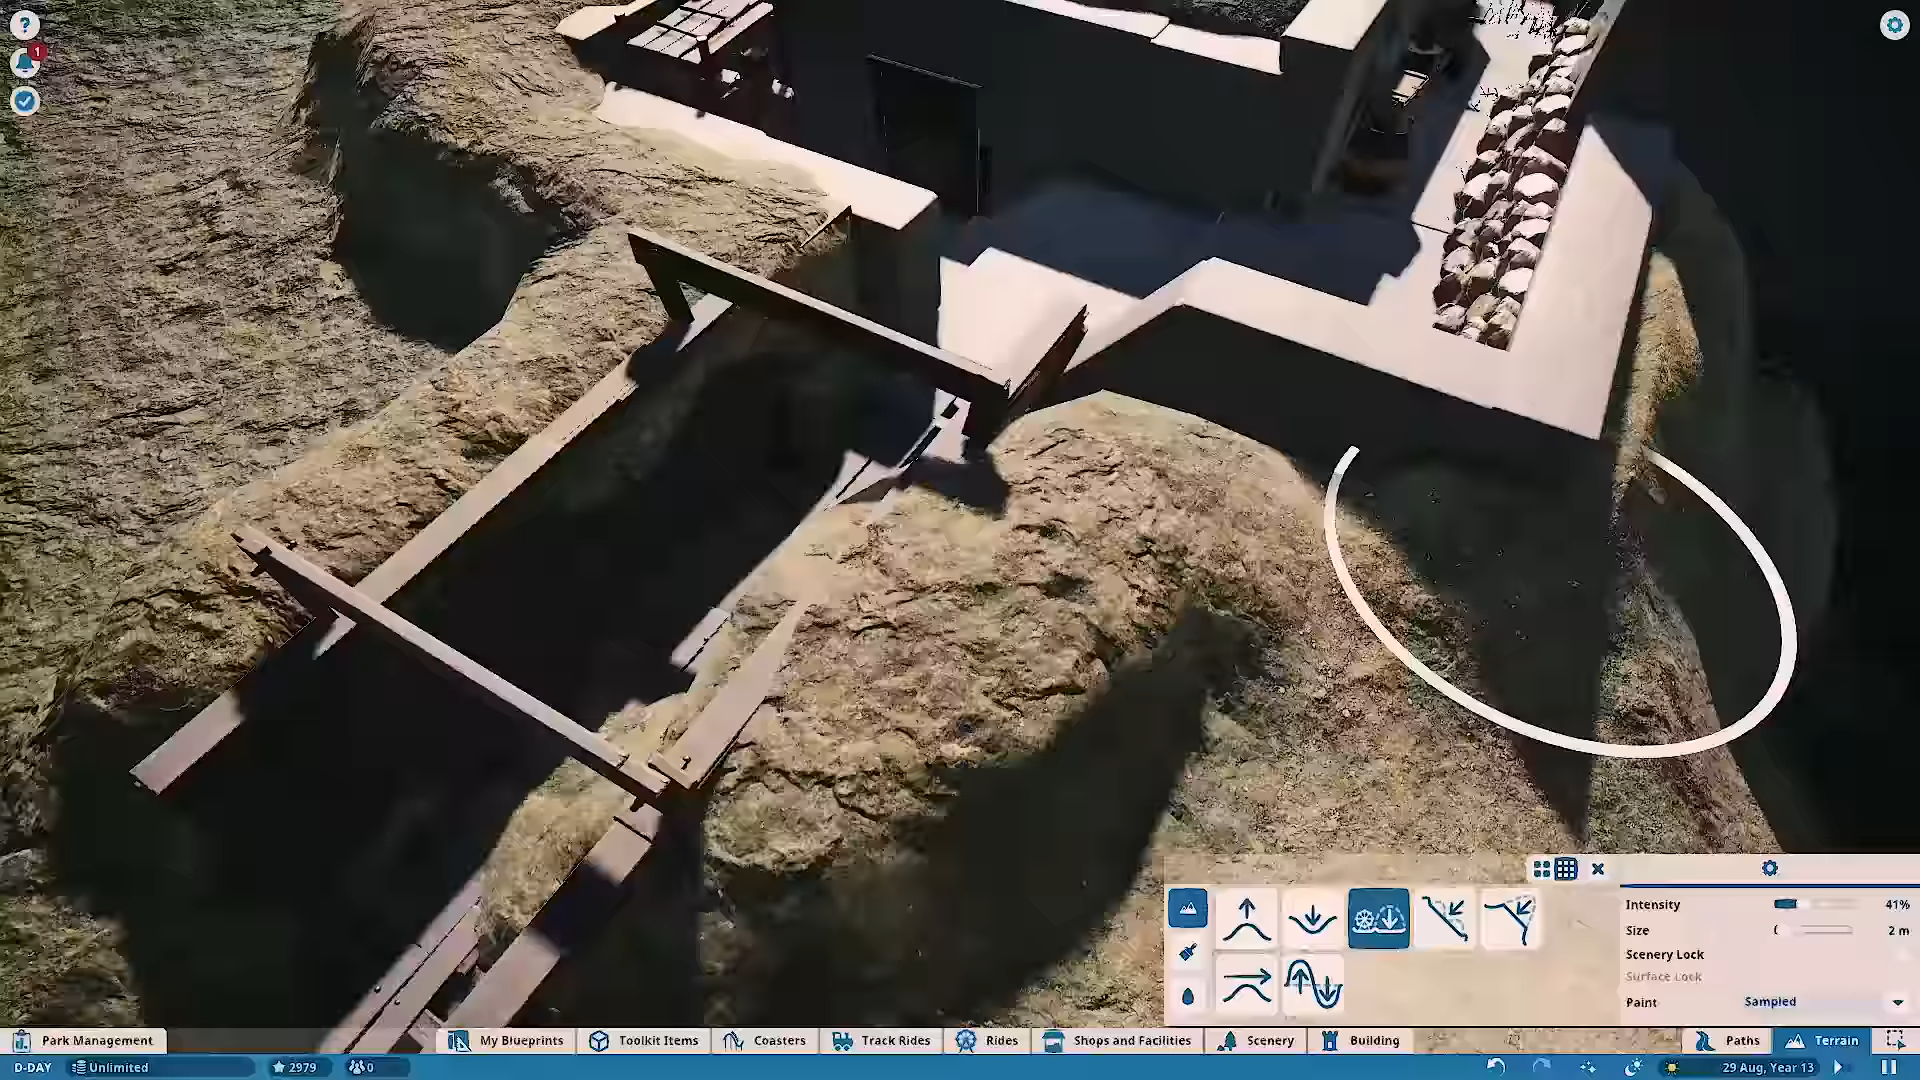 ?
1
Intensity 41%
Size 2 m
Scenery Lock
Surface Lock
Paint Sampled
Park Management
My Blueprints
Toolkit Items
Coasters
Track Rides
Rides
Shops and Facilities
Scenery
Building
Paths
Terrain
D-DAY
Unlimited
2979
0
29 Aug, Year 13